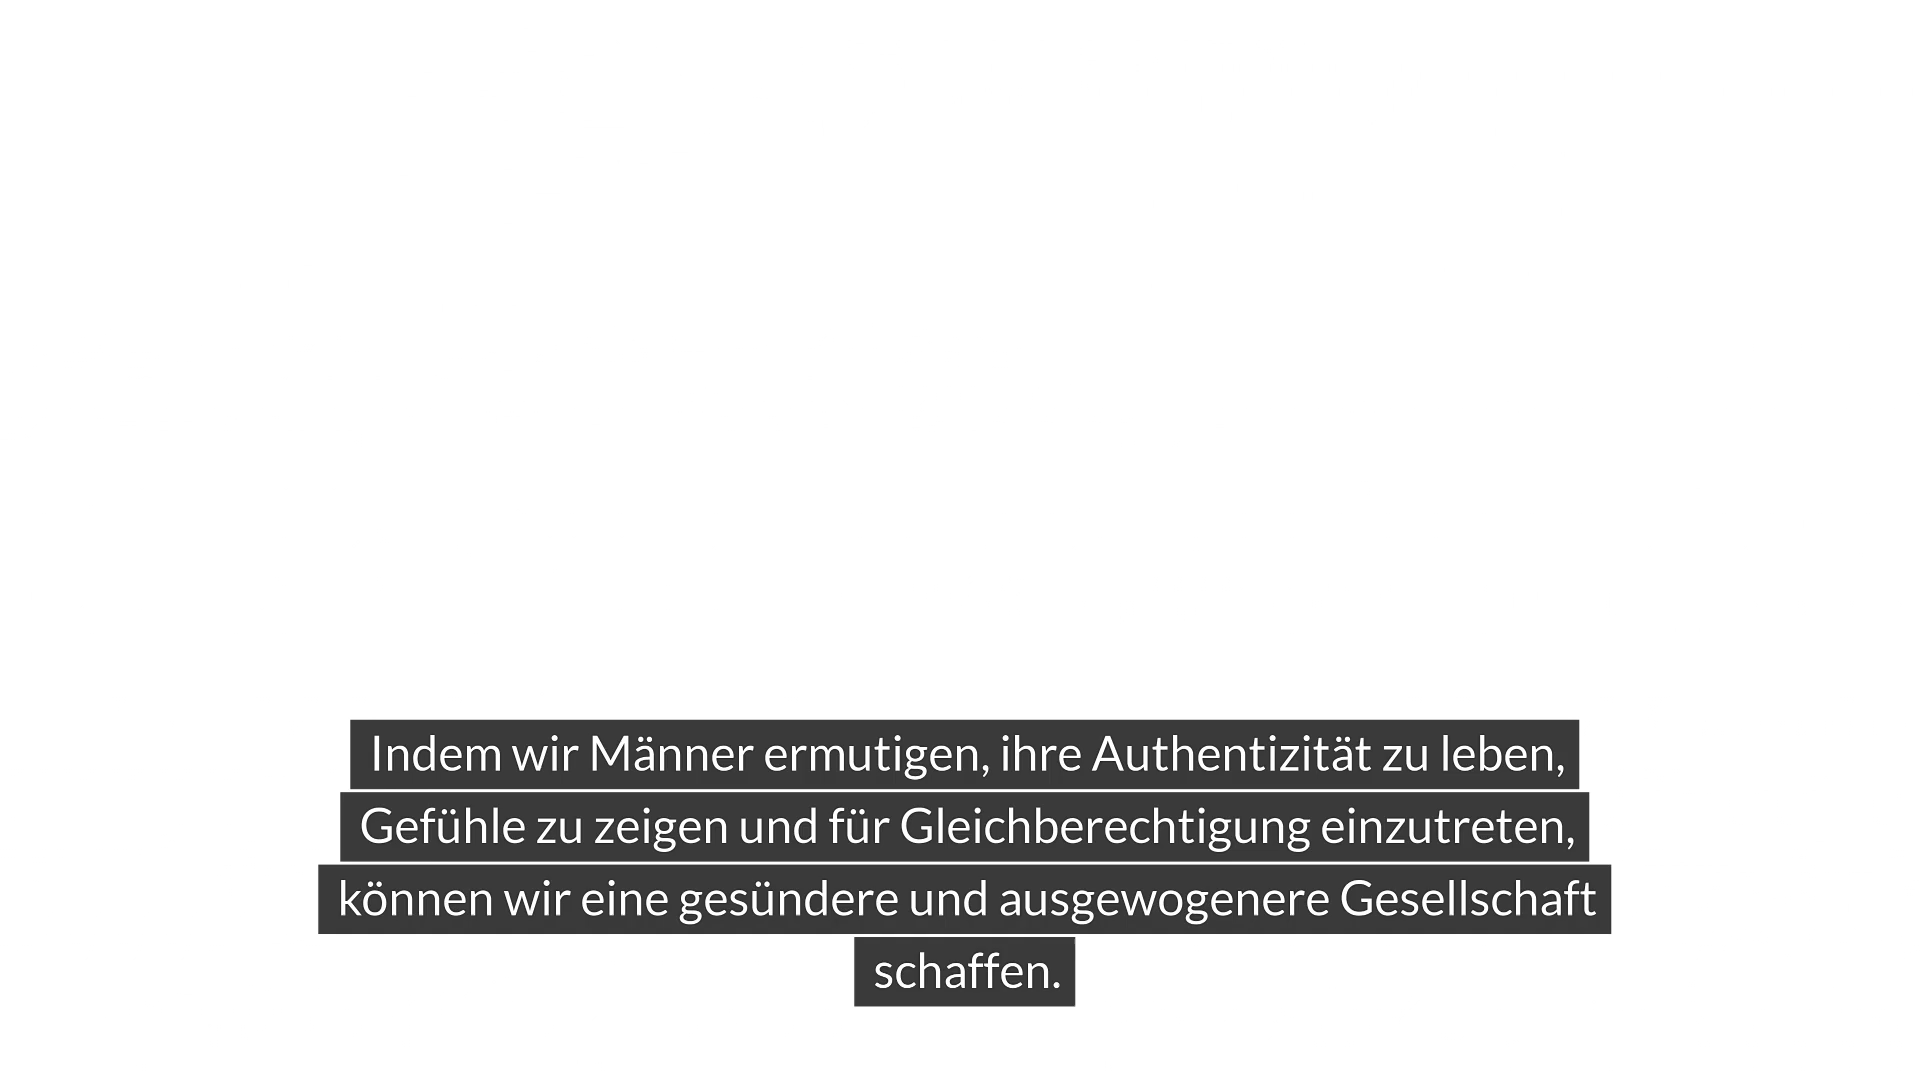 Indem wir Männer ermutigen, ihre Authentizität zu leben,
Gefühle zu zeigen und für Gleichberechtigung einzutreten,
können wir eine gesündere und ausgewogenere Gesellschaft
schaffen.